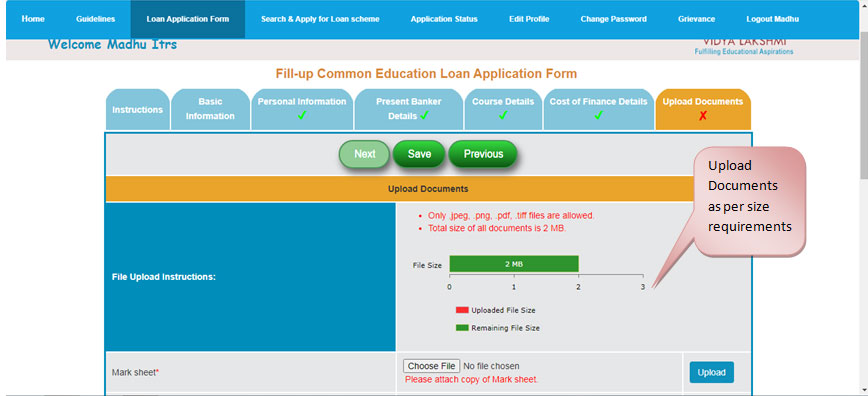 Home Guidelines Loan Application Form Search & Apply for Loan scheme Application Status Edit Profile Change Password Grievance Logout Madhu
Welcome Madhu Itrs
VIDYA LAKSHMI
Fulfilling Educational Aspirations
Fill-up Common Education Loan Application Form
Instructions
Basic
Information
Personal Information
Present Banker
Details
Course Details
Cost of Finance Details
Upload Documents
Next Save Previous
Upload
Documents
as per size
requirements
Upload Documents
File Upload Instructions:
Only .jpeg, .png, .pdf, .tiff files are allowed.
Total size of all documents is 2 MB.
File Size
2 MB
0 1 2 3
Uploaded File Size
Remaining File Size
Mark sheet*
Choose File No file chosen
Please attach copy of Mark sheet.
Upload